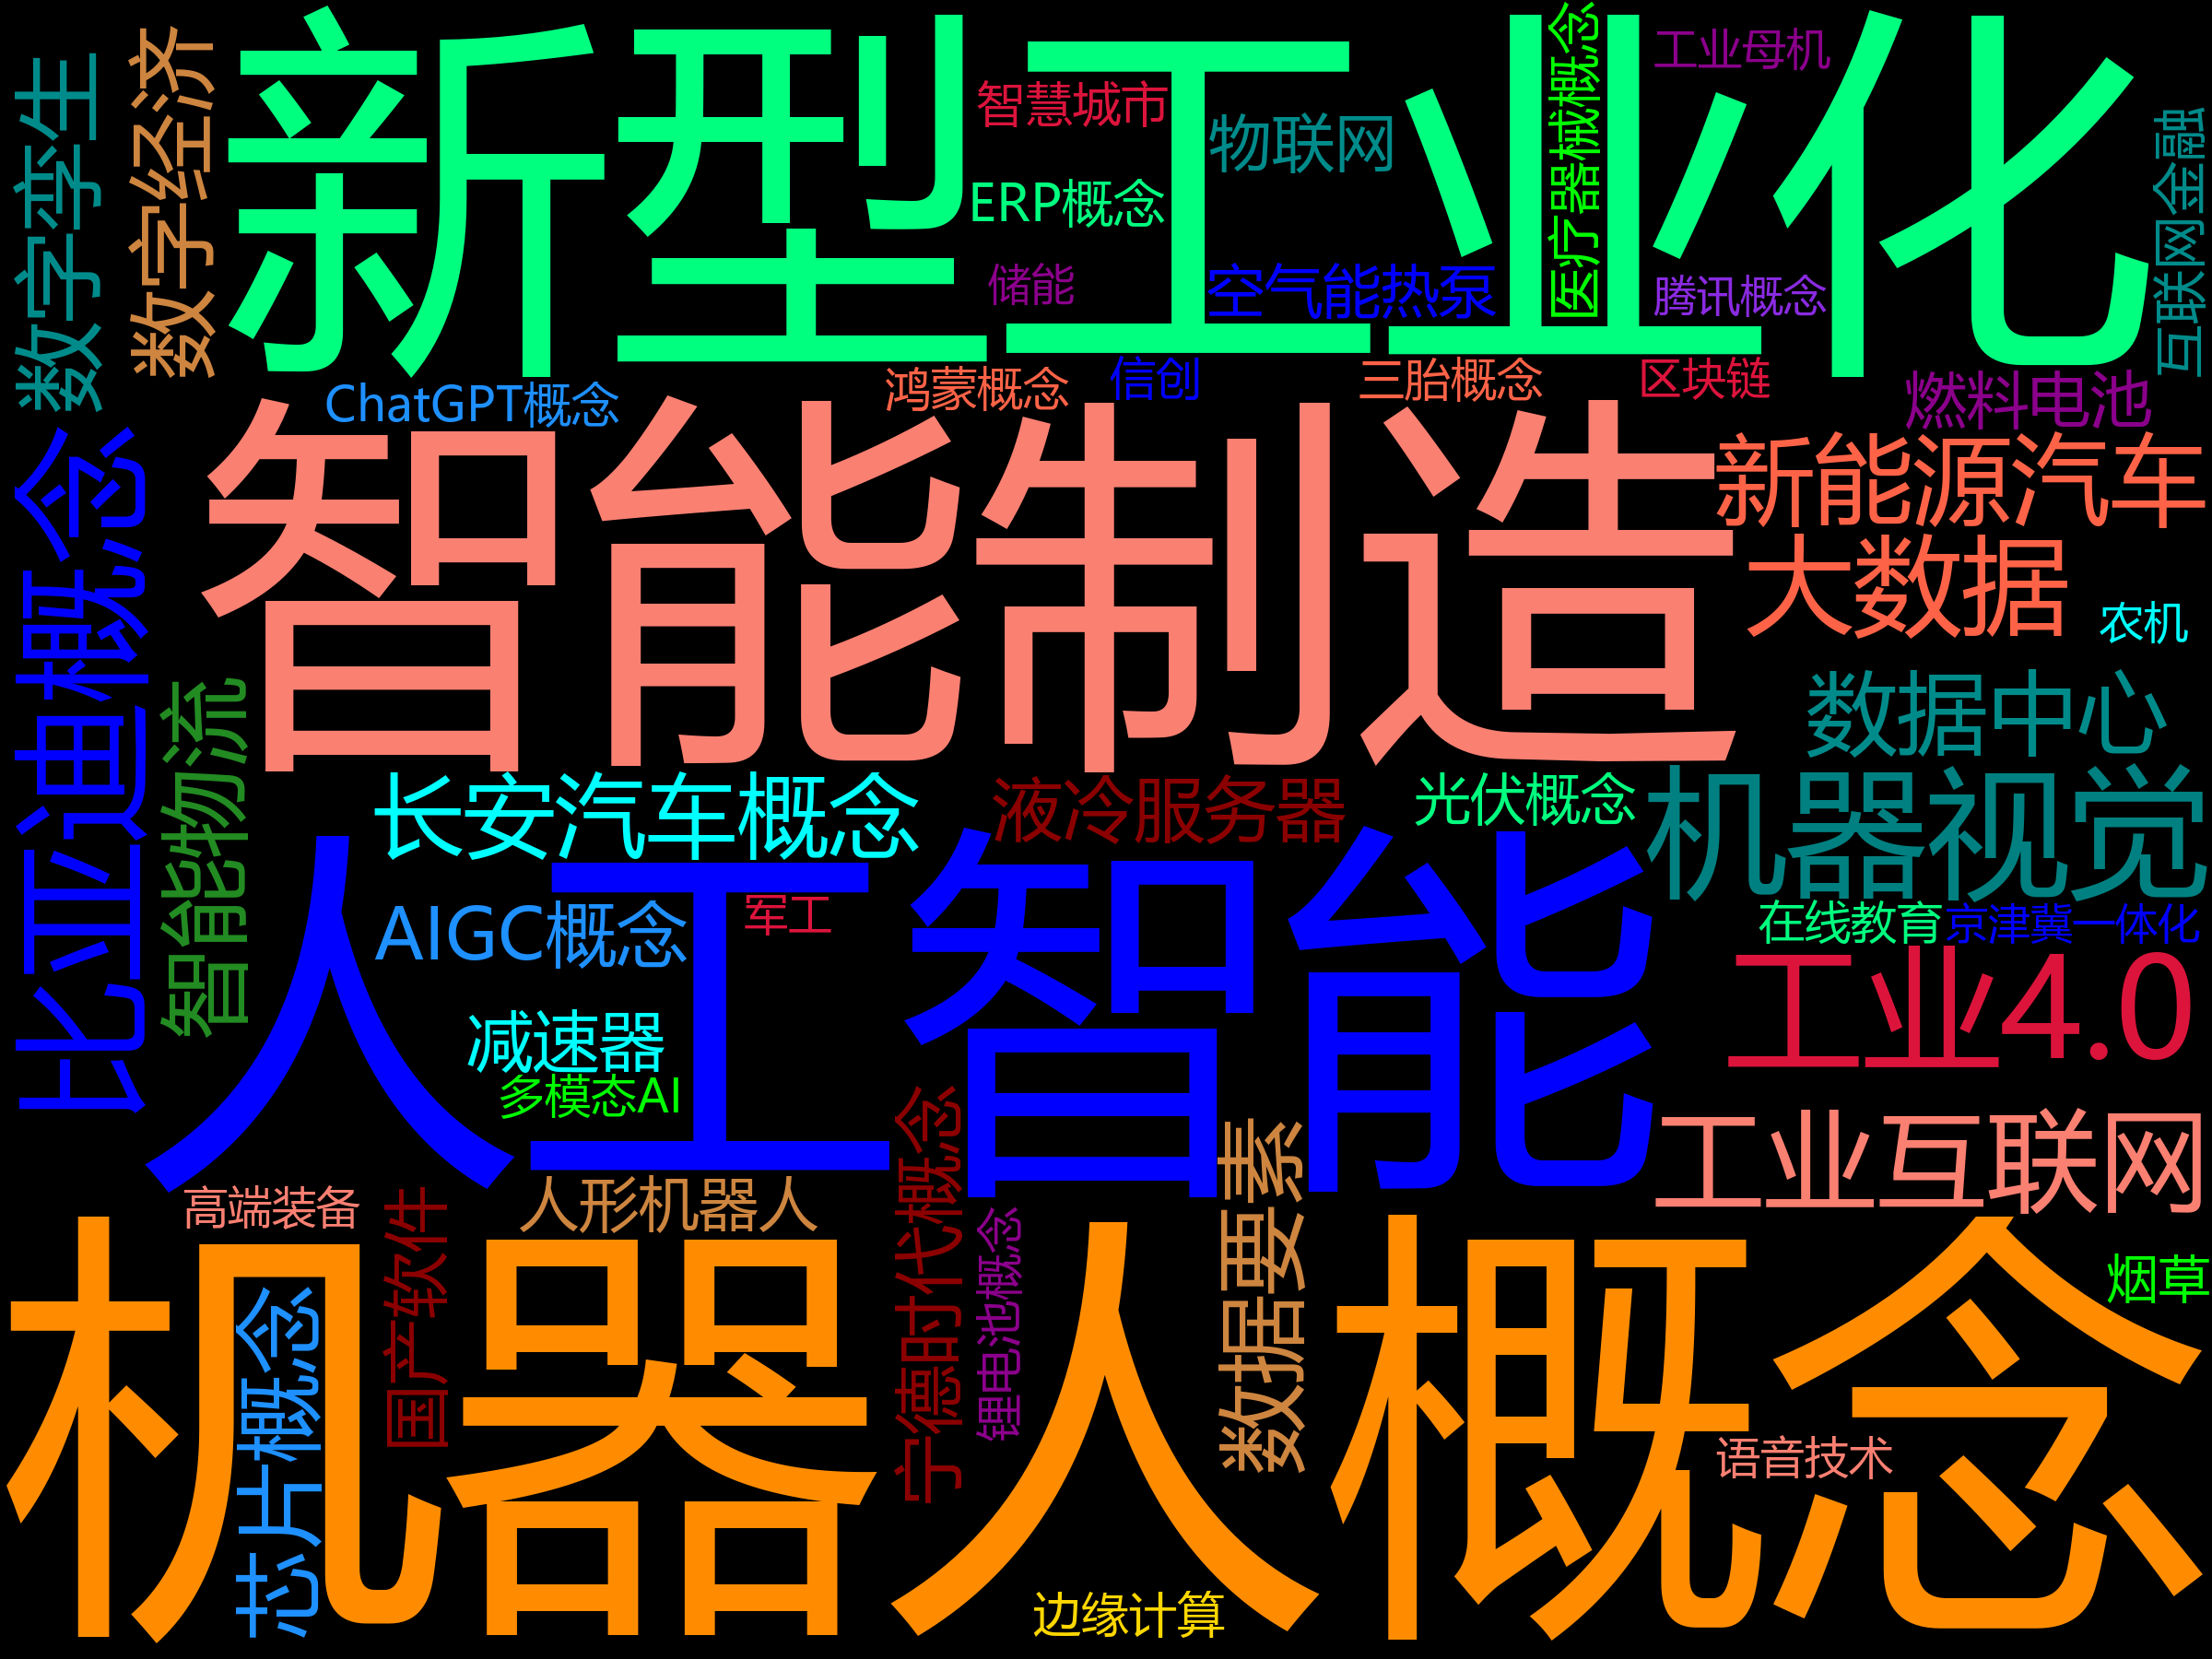 新型工业化
数字孪生
数字经济
智慧城市
物联网
医疗器械概念
工业母机
互联网金融
ERP概念
储能
空气能热泵
腾讯概念
ChatGPT概念
鸿蒙概念
信创
三胎概念
区块链
燃料电池
智能制造
新能源汽车
大数据
农机
比亚迪概念
智能物流
数据中心
长安汽车概念
液冷服务器
光伏概念
机器视觉
人工智能
AIGC概念
军工
在线教育
京津冀一体化
工业4.0
减速器
多模态AI
工业互联网
高端装备
国产软件
人形机器人
宁德时代概念
锂电池概念
数据要素
机器人概念
芯片概念
烟草
语音技术
边缘计算